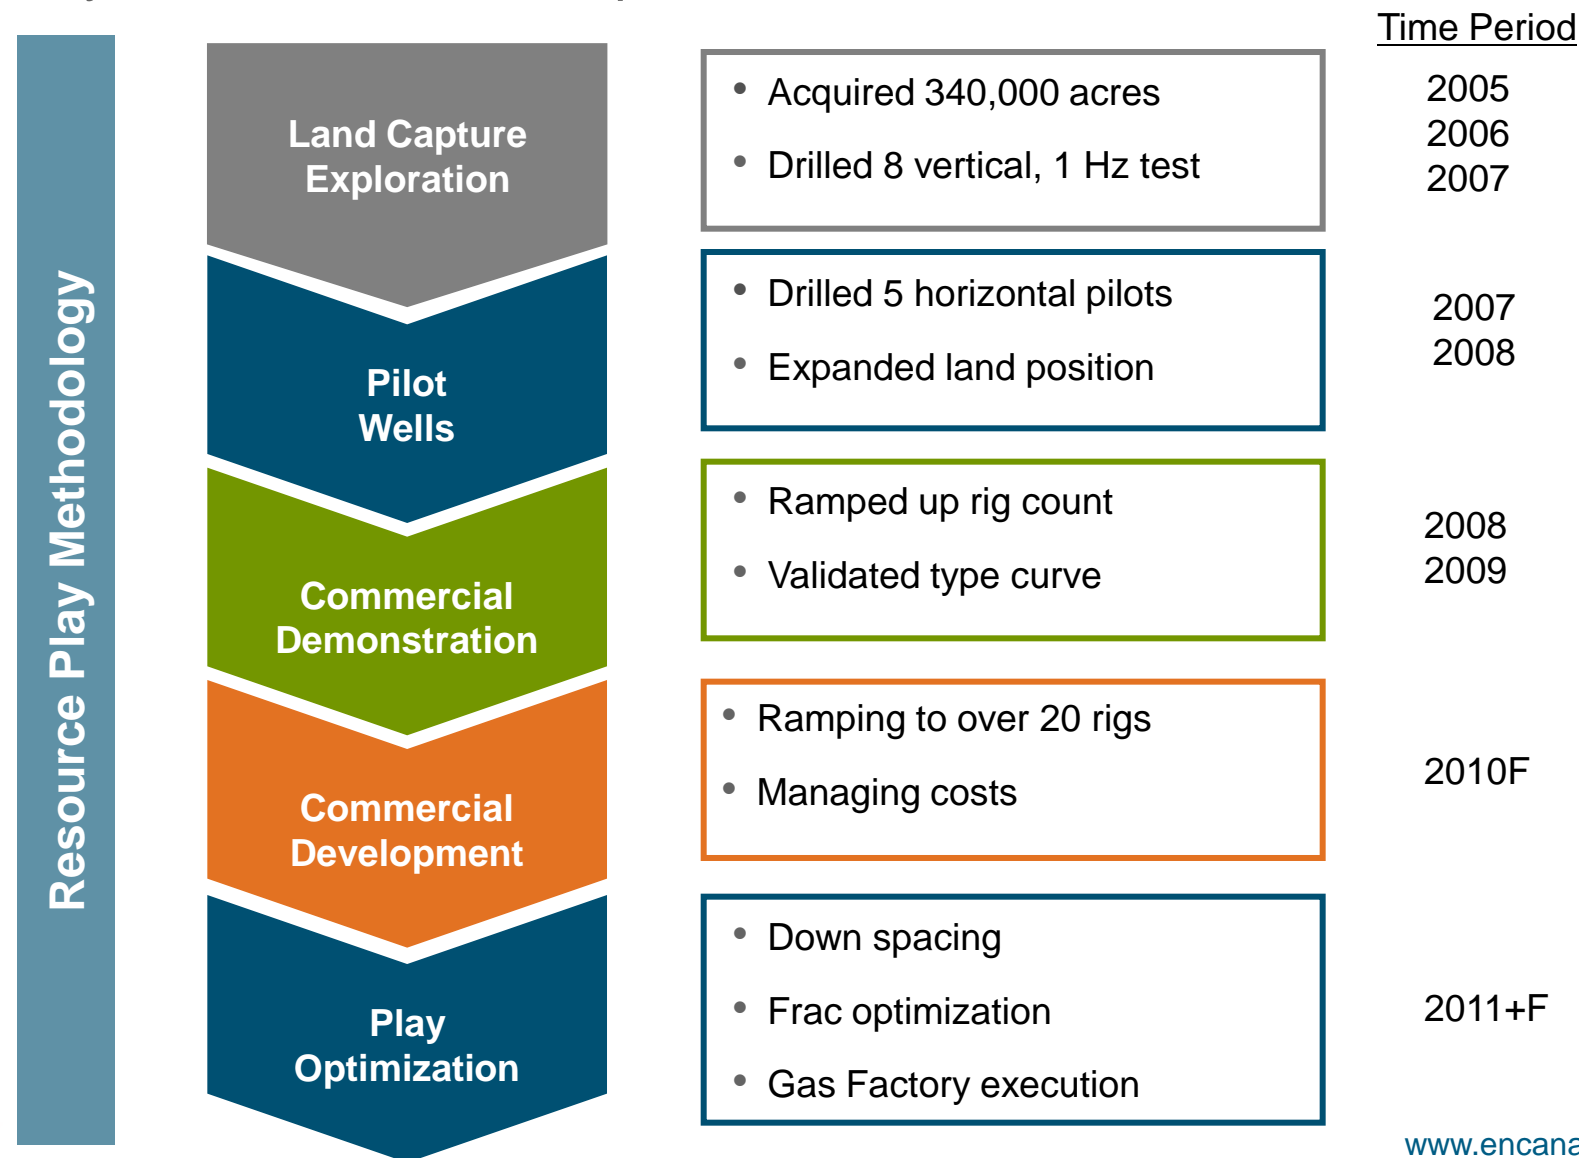 Time Period
Resource Play Methodology
Land Capture
Exploration
• Acquired 340,000 acres
• Drilled 8 vertical, 1 Hz test
2005
2006
2007
Pilot
Wells
• Drilled 5 horizontal pilots
• Expanded land position
2007
2008
Commercial
Demonstration
• Ramped up rig count
• Validated type curve
2008
2009
Commercial
Development
• Ramping to over 20 rigs
• Managing costs
2010F
Play
Optimization
• Down spacing
• Frac optimization
• Gas Factory execution
2011+F
www.encana